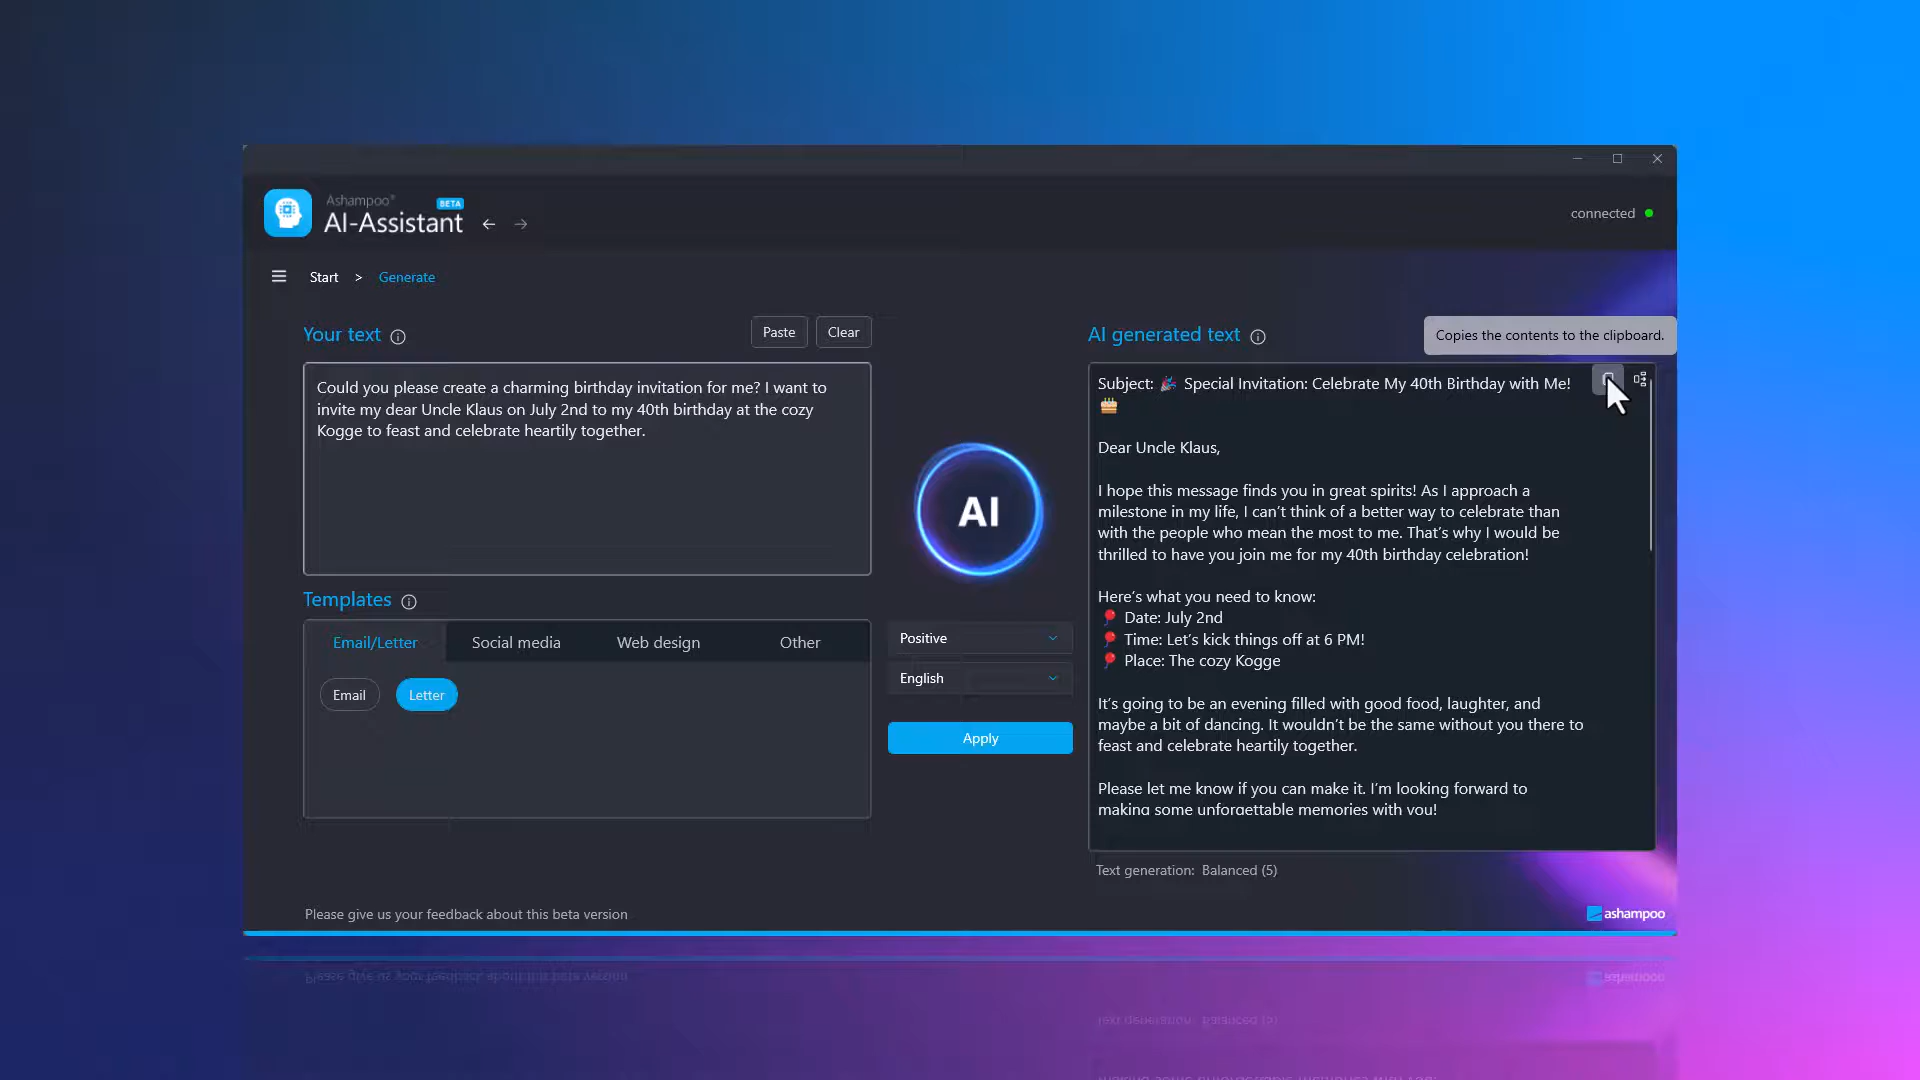 Ashampoo®
AI-Assistant
BETA
connected
Start > Generate
Your text
Paste
Clear
Could you please create a charming birthday invitation for me? I want to
invite my dear Uncle Klaus on July 2nd to my 40th birthday at the cozy
Kogge to feast and celebrate heartily together.
Templates
Email/Letter
Social media
Web design
Other
Email
Letter
AI
Positive
English
Apply
AI generated text
Copies the contents to the clipboard.
Subject: 🎉 Special Invitation: Celebrate My 40th Birthday with Me!
🎂
Dear Uncle Klaus,
I hope this message finds you in great spirits! As I approach a
milestone in my life, I can't think of a better way to celebrate than
with the people who mean the most to me. That's why I would be
thrilled to have you join me for my 40th birthday celebration!
Here's what you need to know:
🎈 Date: July 2nd
🎈 Time: Let's kick things off at 6 PM!
🎈 Place: The cozy Kogge
It's going to be an evening filled with good food, laughter, and
maybe a bit of dancing. It wouldn't be the same without you there to
feast and celebrate heartily together.
Please let me know if you can make it. I'm looking forward to
making some unforgettable memories with you!
Text generation: Balanced (5)
Please give us your feedback about this beta version
ashampoo